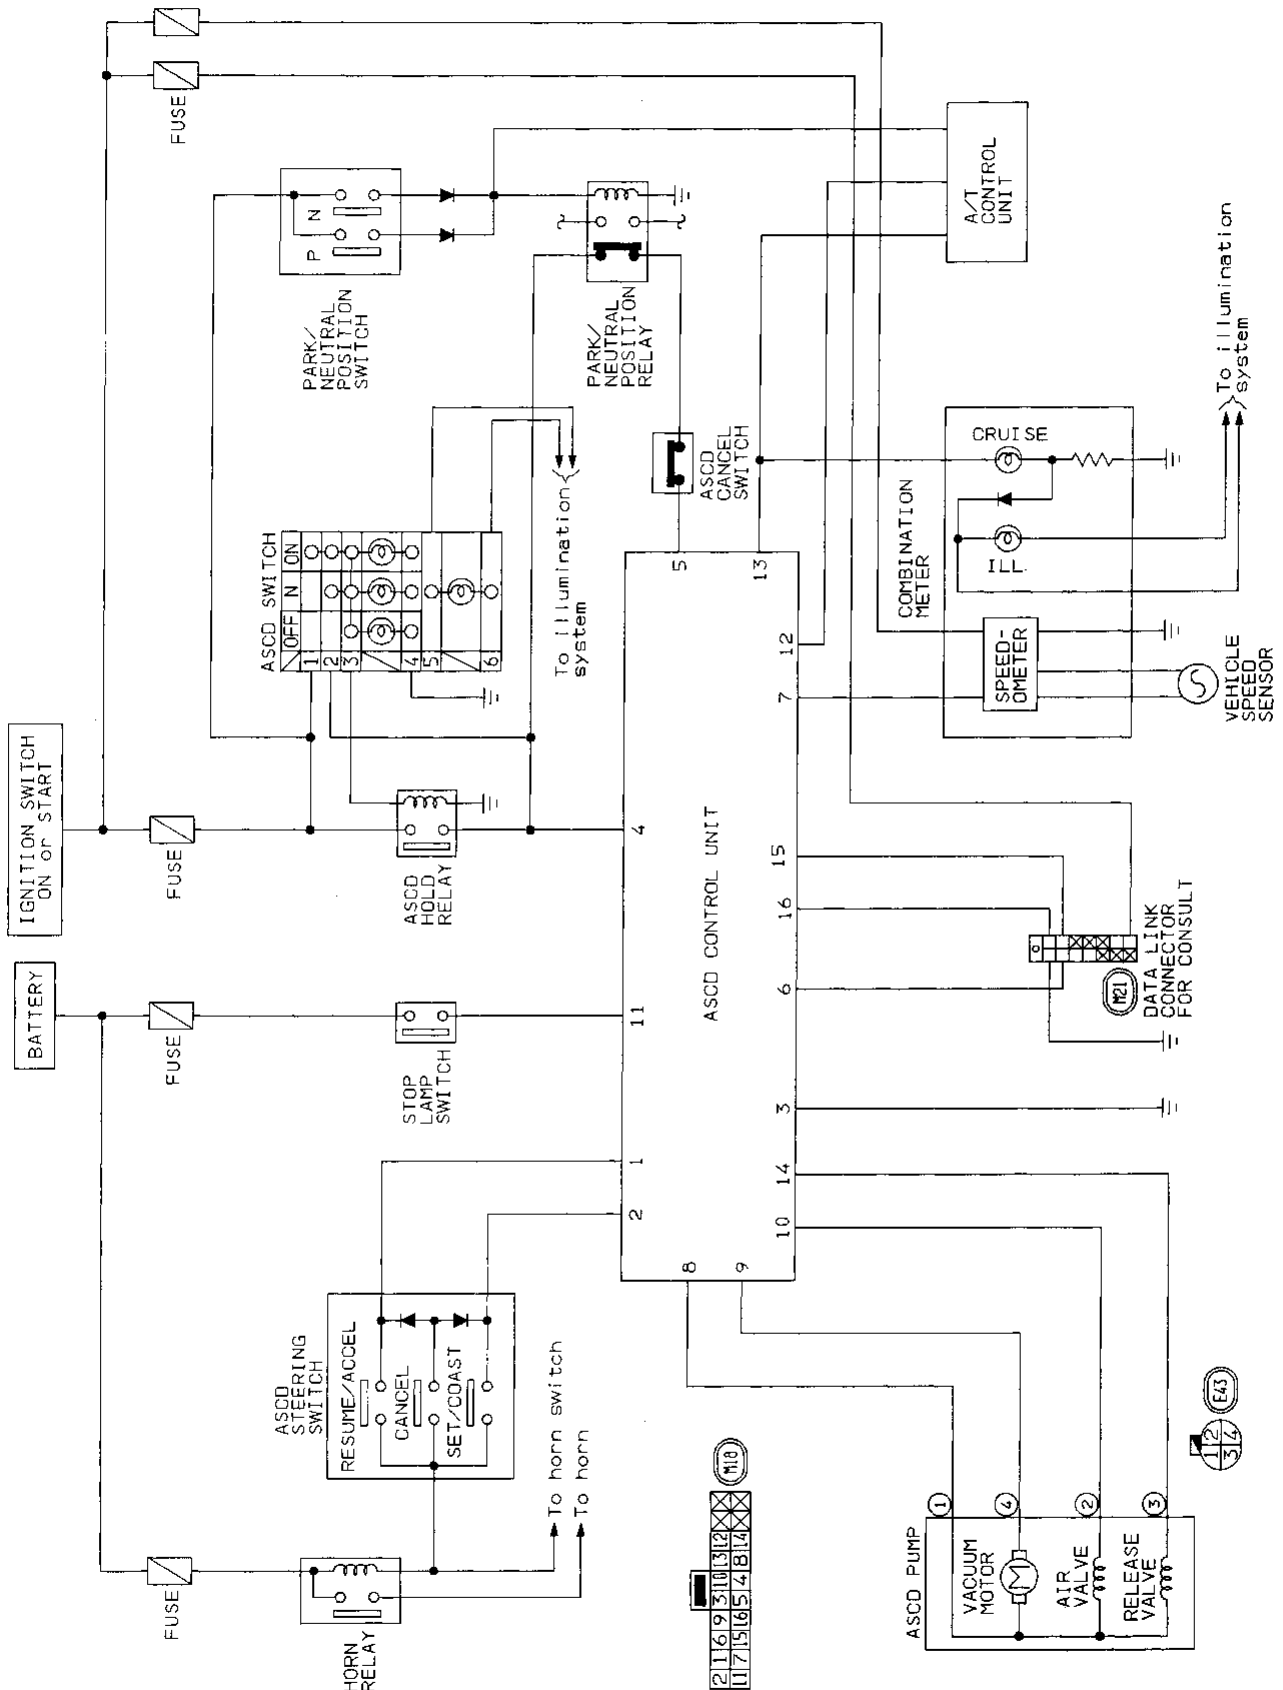 IGNITION SWITCH
ON or START
BATTERY
FUSE
FUSE
FUSE
FUSE
PARK/
NEUTRAL
POSITION
SWITCH
P
N
PARK/
NEUTRAL
POSITION
RELAY
A/T
CONTROL
UNIT
ASCD SWITCH
OFF
N
ON
1
2
3
4
5
6
To illumination
system
ASCD
CANCEL
SWITCH
ASCD
HOLD
RELAY
STOP
LAMP
SWITCH
ASCD
STEERING
SWITCH
RESUME/ACCEL
CANCEL
SET/COAST
HORN
RELAY
To horn switch
To horn
ASCD CONTROL UNIT
5
13
12
7
4
15
16
11
6
3
1
14
2
10
8
9
COMBINATION
METER
CRUISE
ILL
SPEED-
OMETER
To illumination
system
VEHICLE
SPEED
SENSOR
M21
DATA LINK
CONNECTOR
FOR CONSULT
M18
2 1 6 9 3 10 13 12
11 7 15 16 5 4 8 14
ASCD PUMP
VACUUM
MOTOR
M
AIR
VALVE
RELEASE
VALVE
1
4
2
3
E43
1 2
3 4